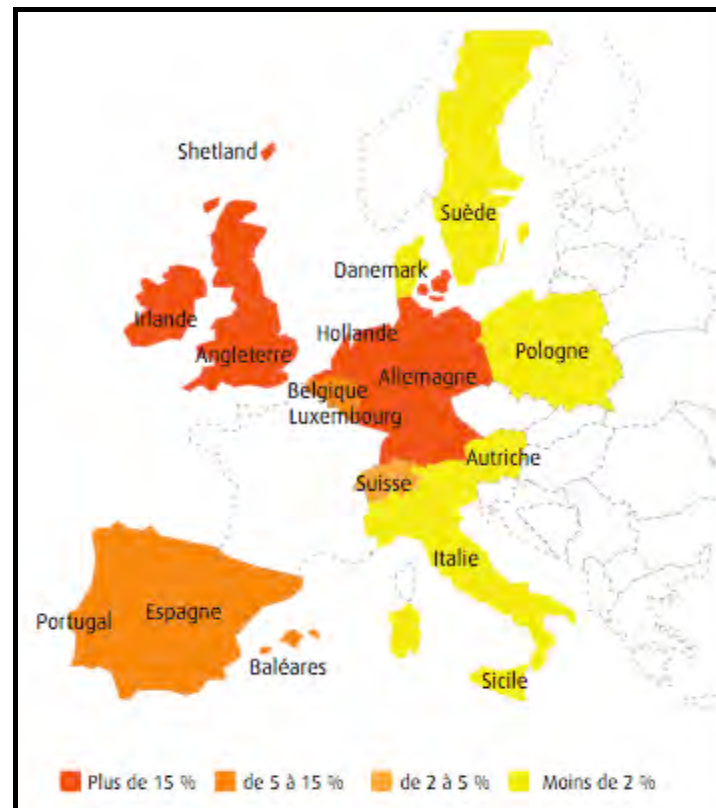 Shetland
Suède
Danemark
Irlande
Hollande
Angleterre
Pologne
Allemagne
Belgique
Luxembourg
Autriche
Suisse
Italie
Espagne
Portugal
Baléares
Sicile
Plus de 15 % de 5 à 15 % de 2 à 5 % Moins de 2 %